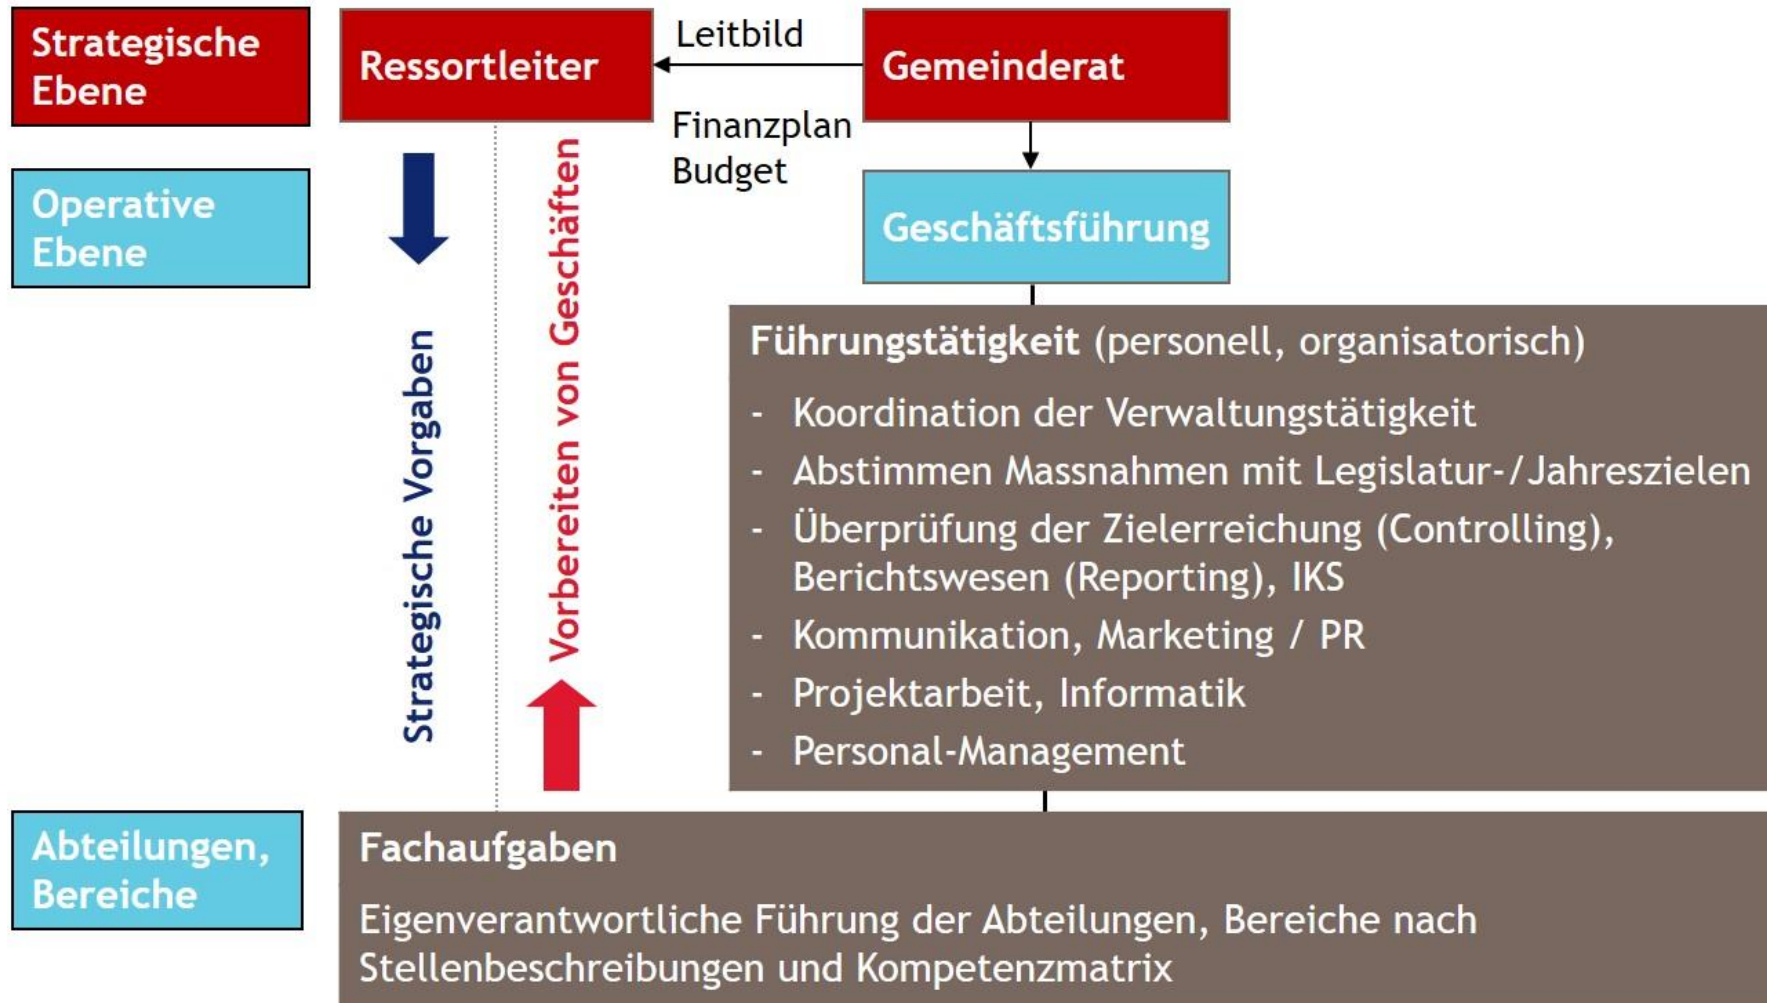 Strategische
Ebene
Ressortleiter
Leitbild
Gemeinderat
Finanzplan
Budget
Operative
Ebene
Geschäftsführung
Strategische Vorgaben
Vorbereiten von Geschäften
Führungstätigkeit (personell, organisatorisch)
- Koordination der Verwaltungstätigkeit
- Abstimmen Massnahmen mit Legislatur-/Jahreszielen
- Überprüfung der Zielerreichung (Controlling),
Berichtswesen (Reporting), IKS
- Kommunikation, Marketing / PR
- Projektarbeit, Informatik
- Personal-Management
Abteilungen,
Bereiche
Fachaufgaben
Eigenverantwortliche Führung der Abteilungen, Bereiche nach
Stellenbeschreibungen und Kompetenzmatrix